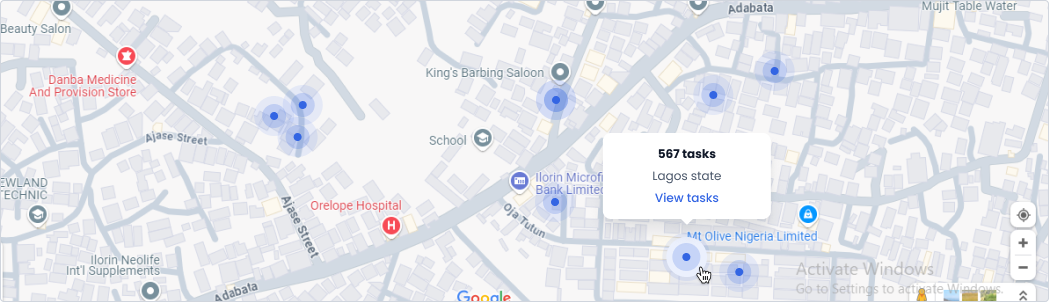 Beauty Salon
Adabata
Mujit Table Water
Danba Medicine
And Provision Store
King's Barbing Saloon
Ajase Street
School
567 tasks
Lagos state
View tasks
Ilorin Microfi
Bank Limited
EWLAND
TECHNIC
Ajase Street
Orelope Hospital
Oja Tutun
Mt Olive Nigeria Limited
Ilorin Neolife
Int'l Supplements
Adabata
Google
Activate Windows
Go to Settings to activate Windows.